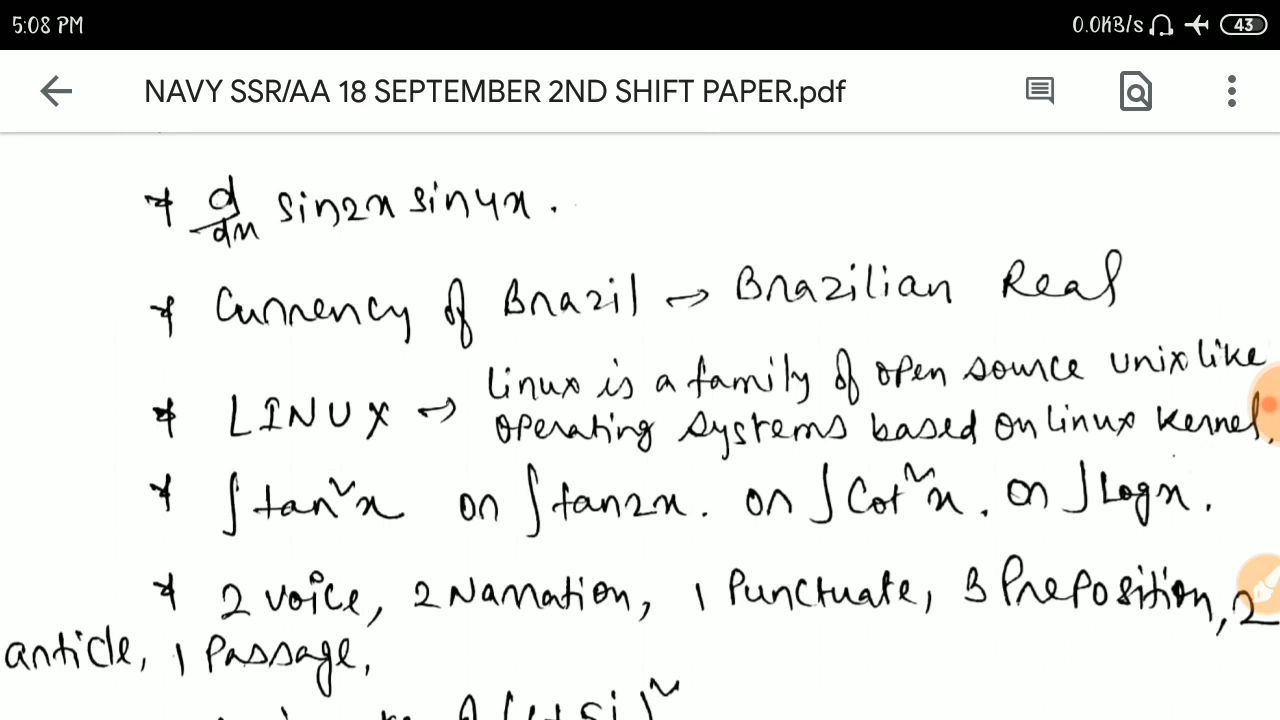 5:08 PM
0.0KB/s 43
NAVY SSR/AA 18 SEPTEMBER 2ND SHIFT PAPER.pdf
* d/dx sin2x sin4x.
* Currency of Brazil → Brazilian Real
* LINUX → Linux is a family of open source unix like
operating systems based on Linux Kernel.
* ∫tan²x or ∫tan2x. or ∫Cot²x. or ∫Logx.
* 2 voice, 2 Narration, 1 Punctuate, 3 Preposition, 2
article, 1 Passage,